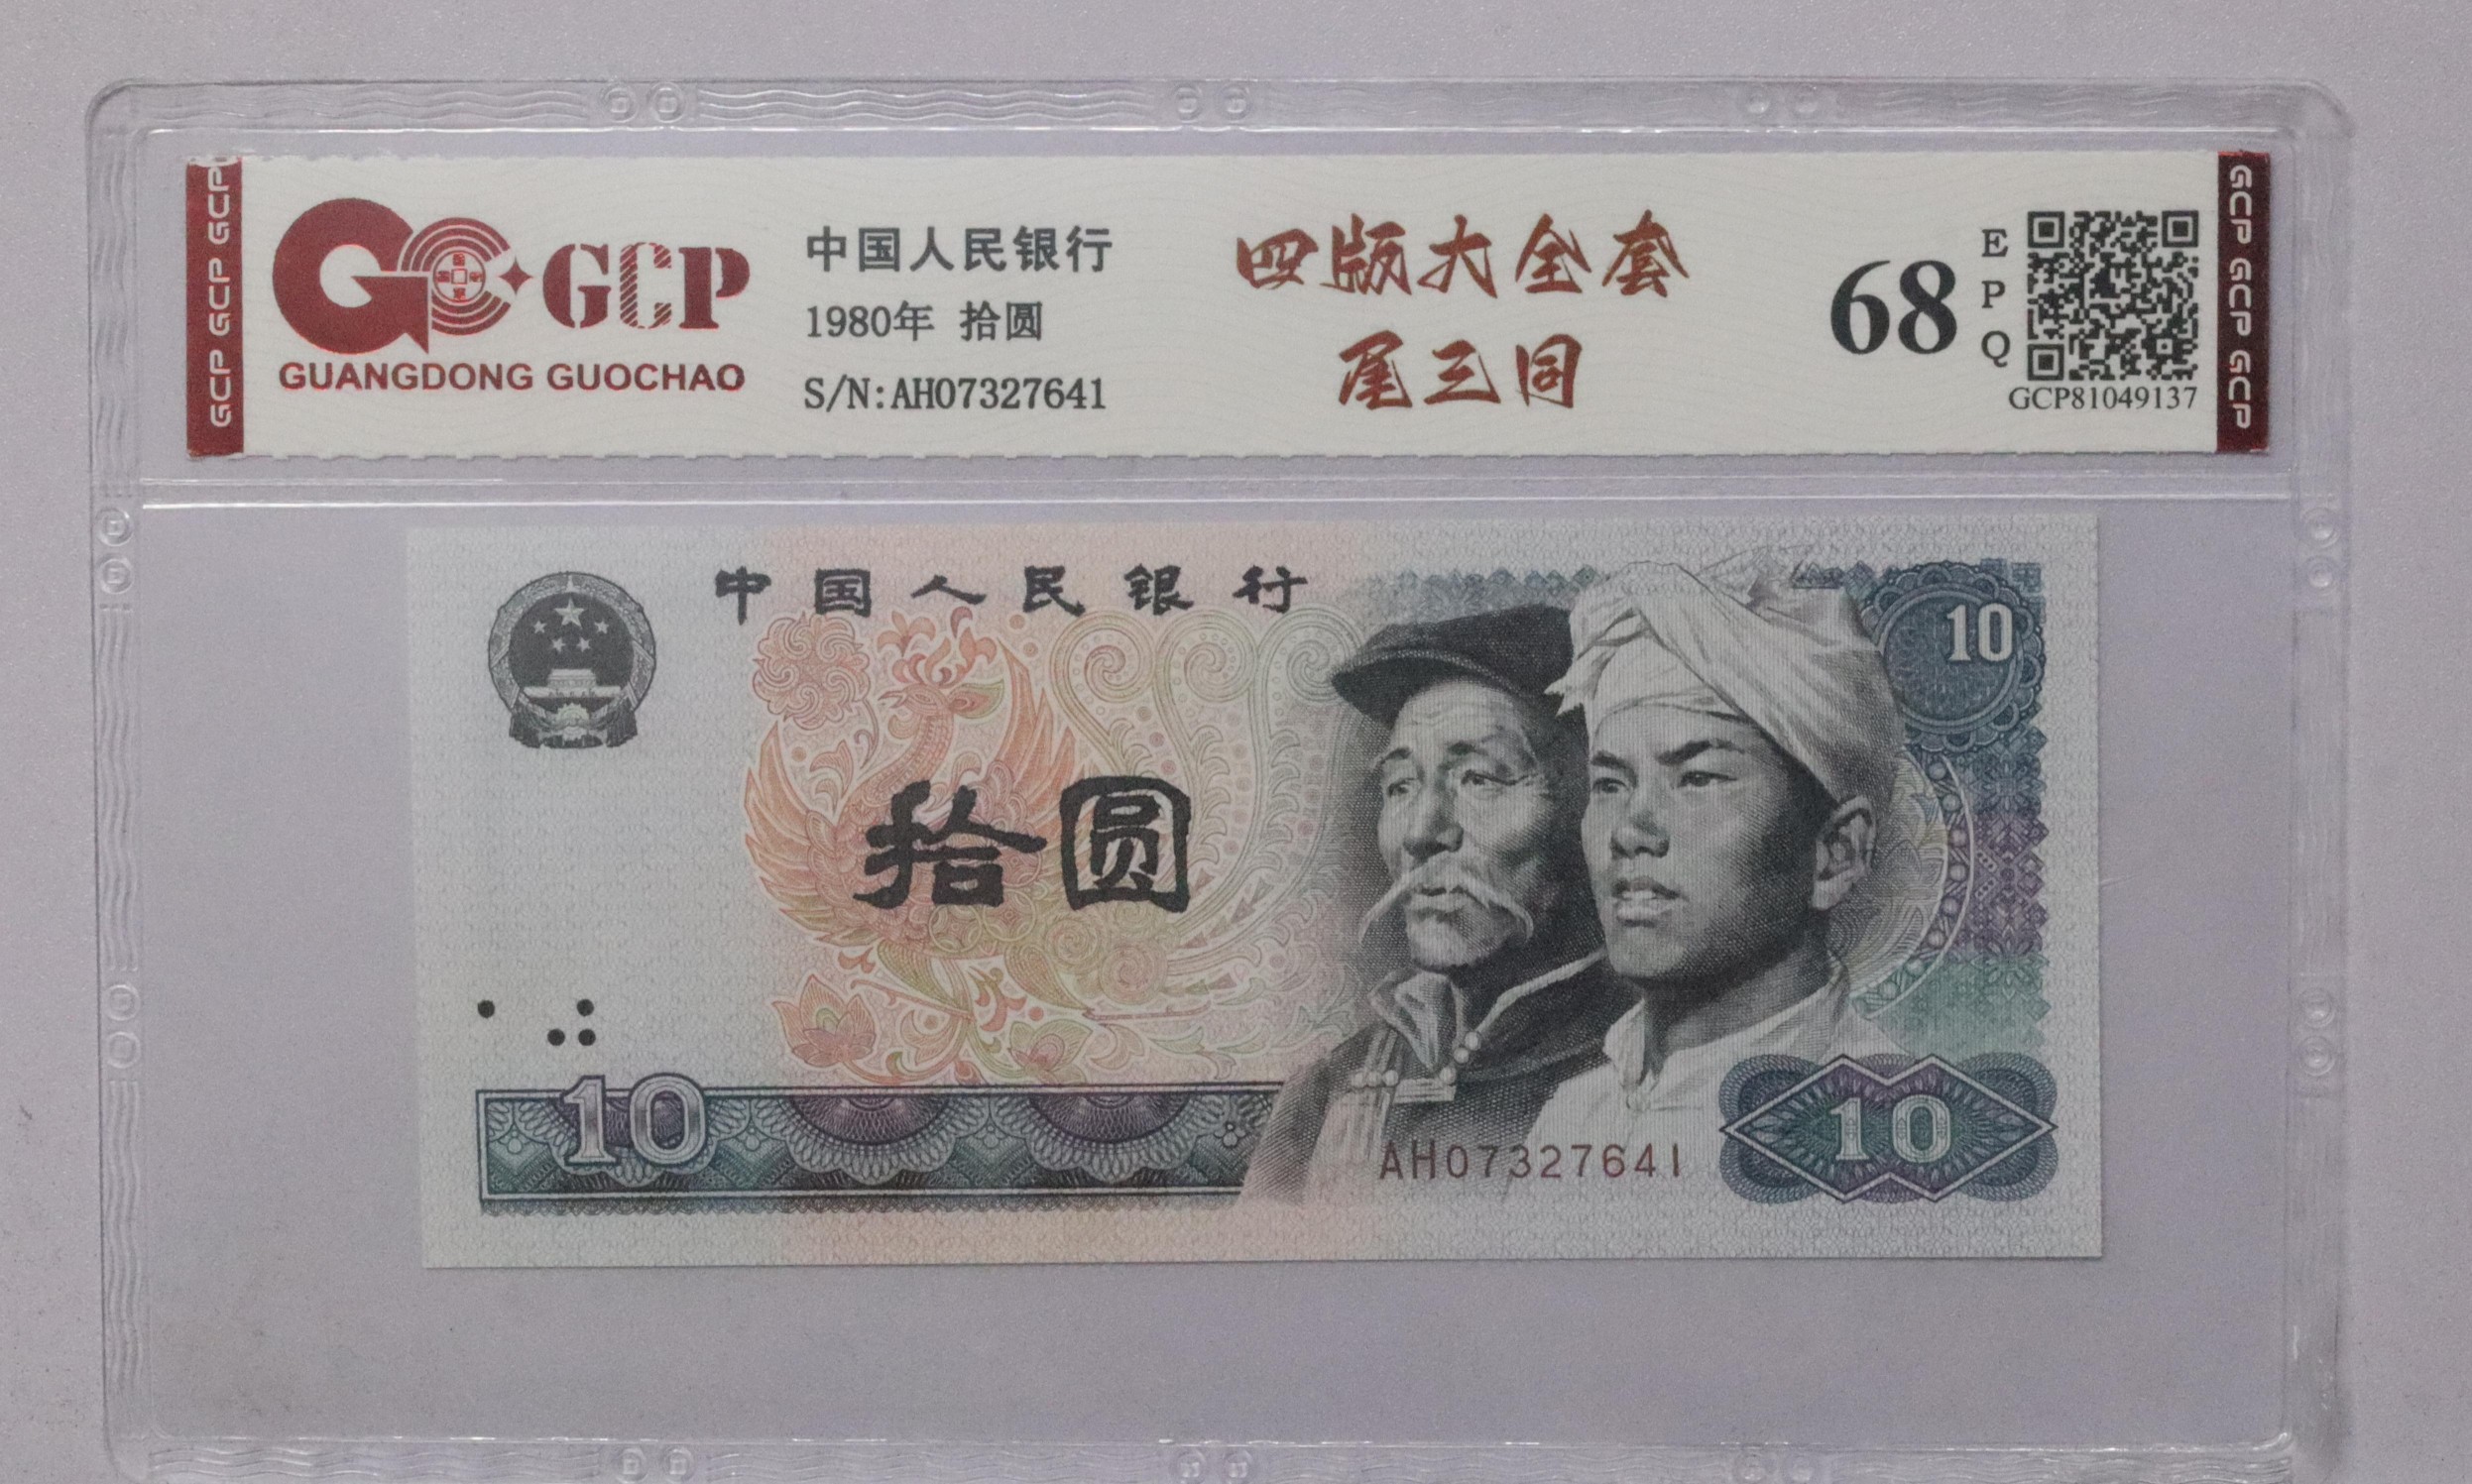 GCP GCP GCP
GCP
GUANGDONG GUOCHAO
中国人民银行
1980年 拾圆
S/N:AH07327641
四版大全套
尾三同
68
E
P
Q
GCP81049137
GCP GCP GCP
中国人民银行
10
拾圆
10
AH07327641
10